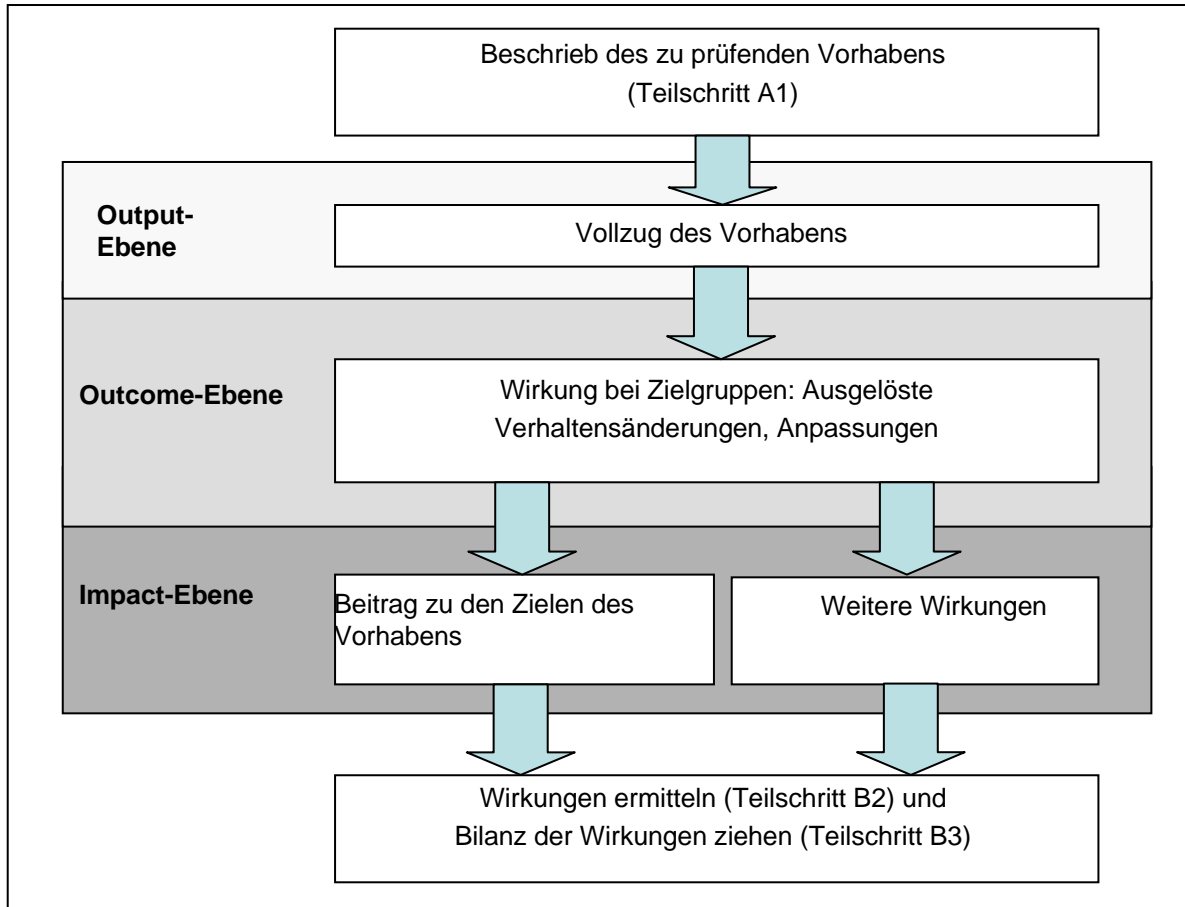 Beschrieb des zu prüfenden Vorhabens
(Teilschritt A1)
Output-
Ebene
Vollzug des Vorhabens
Outcome-Ebene
Wirkung bei Zielgruppen: Ausgelöste
Verhaltensänderungen, Anpassungen
Impact-Ebene
Beitrag zu den Zielen des
Vorhabens
Weitere Wirkungen
Wirkungen ermitteln (Teilschritt B2) und
Bilanz der Wirkungen ziehen (Teilschritt B3)